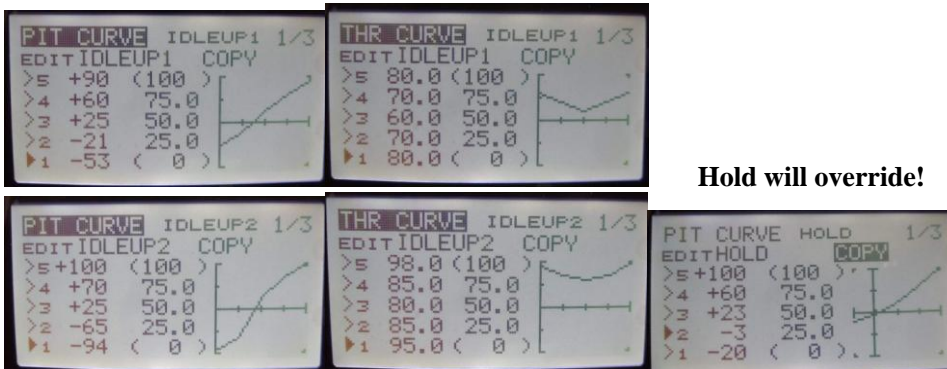 PIT CURVE IDLEUP1 1/3
EDIT IDLEUP1 COPY
>5 +90 (100 )
>4 +60 75.0
>3 +25 50.0
>2 -21 25.0
▶1 -53 ( 0 )
THR CURVE IDLEUP1 1/3
EDIT IDLEUP1 COPY
>5 80.0 (100 )
>4 70.0 75.0
>3 60.0 50.0
>2 70.0 25.0
▶1 80.0 ( 0 )
Hold will override!
PIT CURVE IDLEUP2 1/3
EDIT IDLEUP2 COPY
>5 +100 (100 )
>4 +70 75.0
>3 +25 50.0
>2 -65 25.0
▶1 -94 ( 0 )
THR CURVE IDLEUP2 1/3
EDIT IDLEUP2 COPY
>5 98.0 (100 )
>4 85.0 75.0
>3 80.0 50.0
>2 85.0 25.0
▶1 95.0 ( 0 )
PIT CURVE HOLD 1/3
EDIT HOLD COPY
>5 +100 (100 )
>4 +60 75.0
>3 +23 50.0
▶2 -3 25.0
>1 -20 ( 0 )